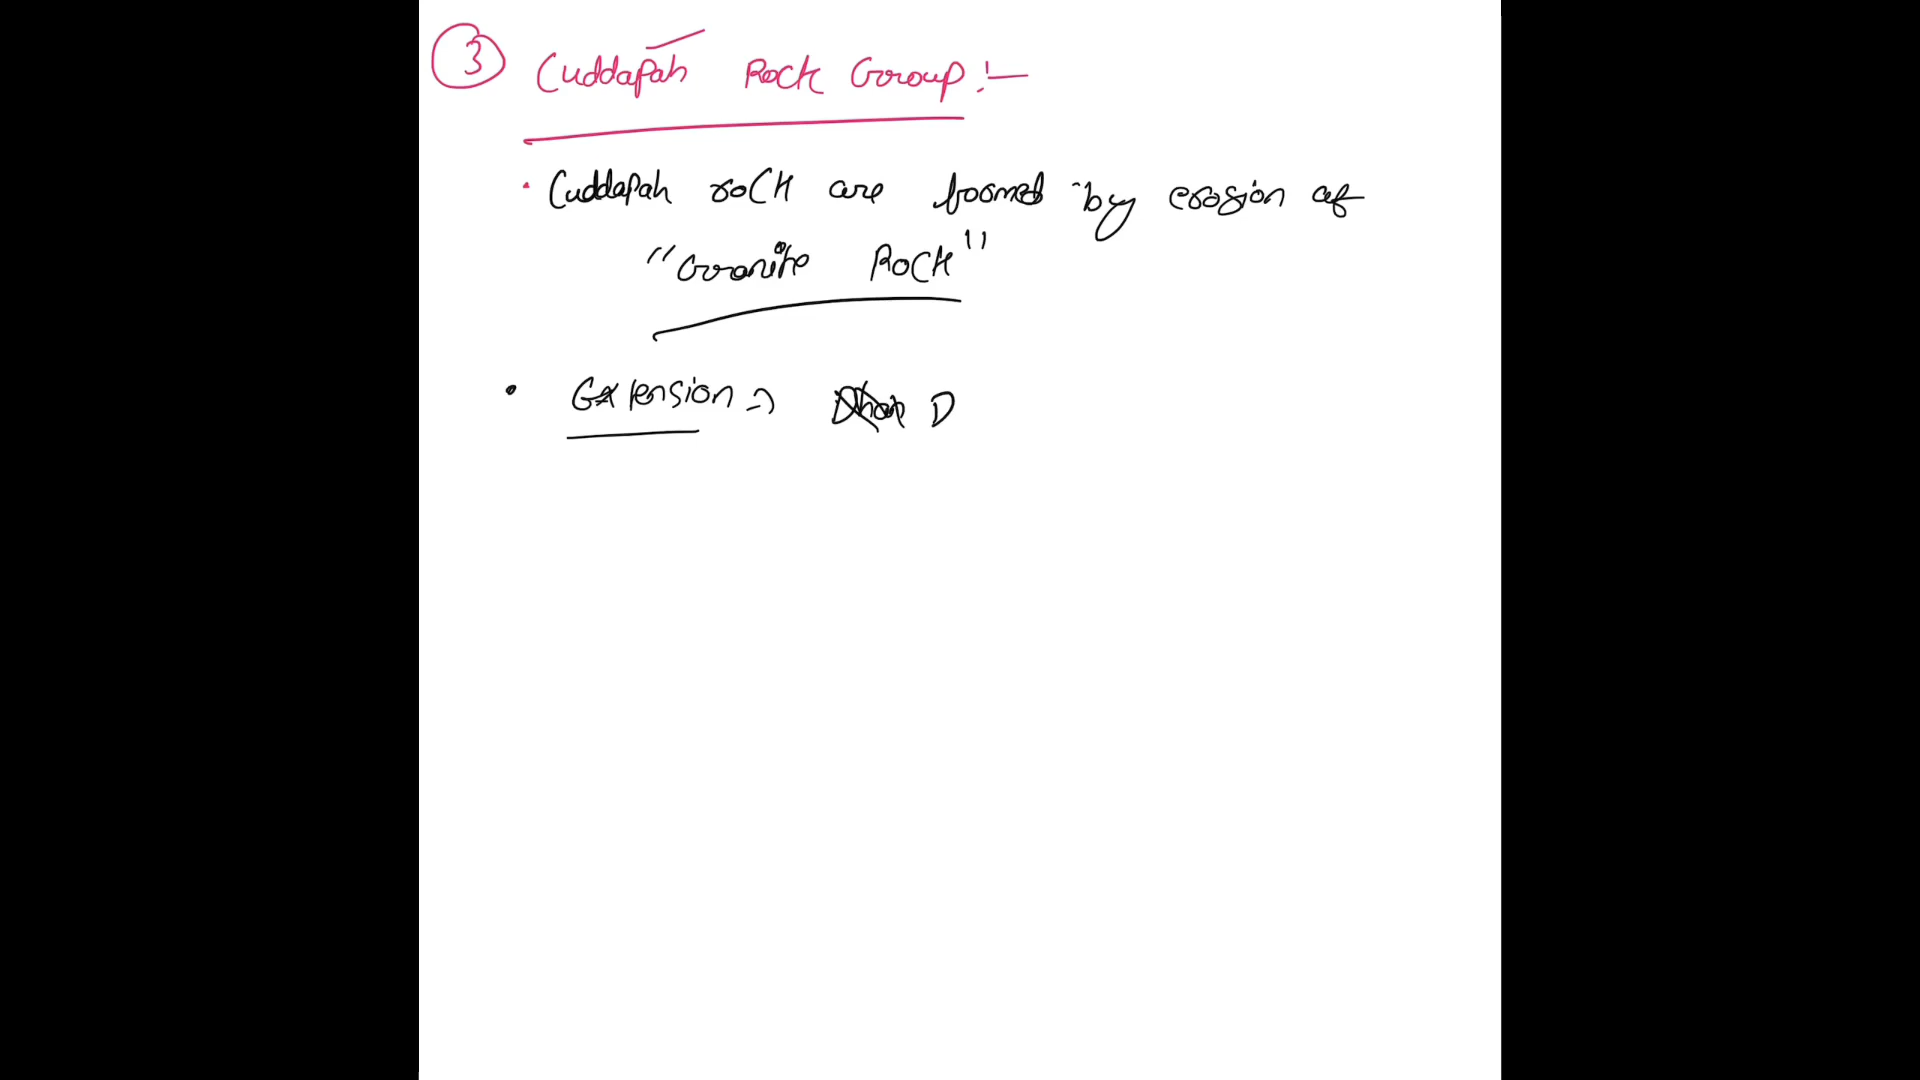 3 Cuddapah Rock Group :-
• Cuddapah rock are formed by erosion of
"Granite Rock"
• Extension ⇒ D